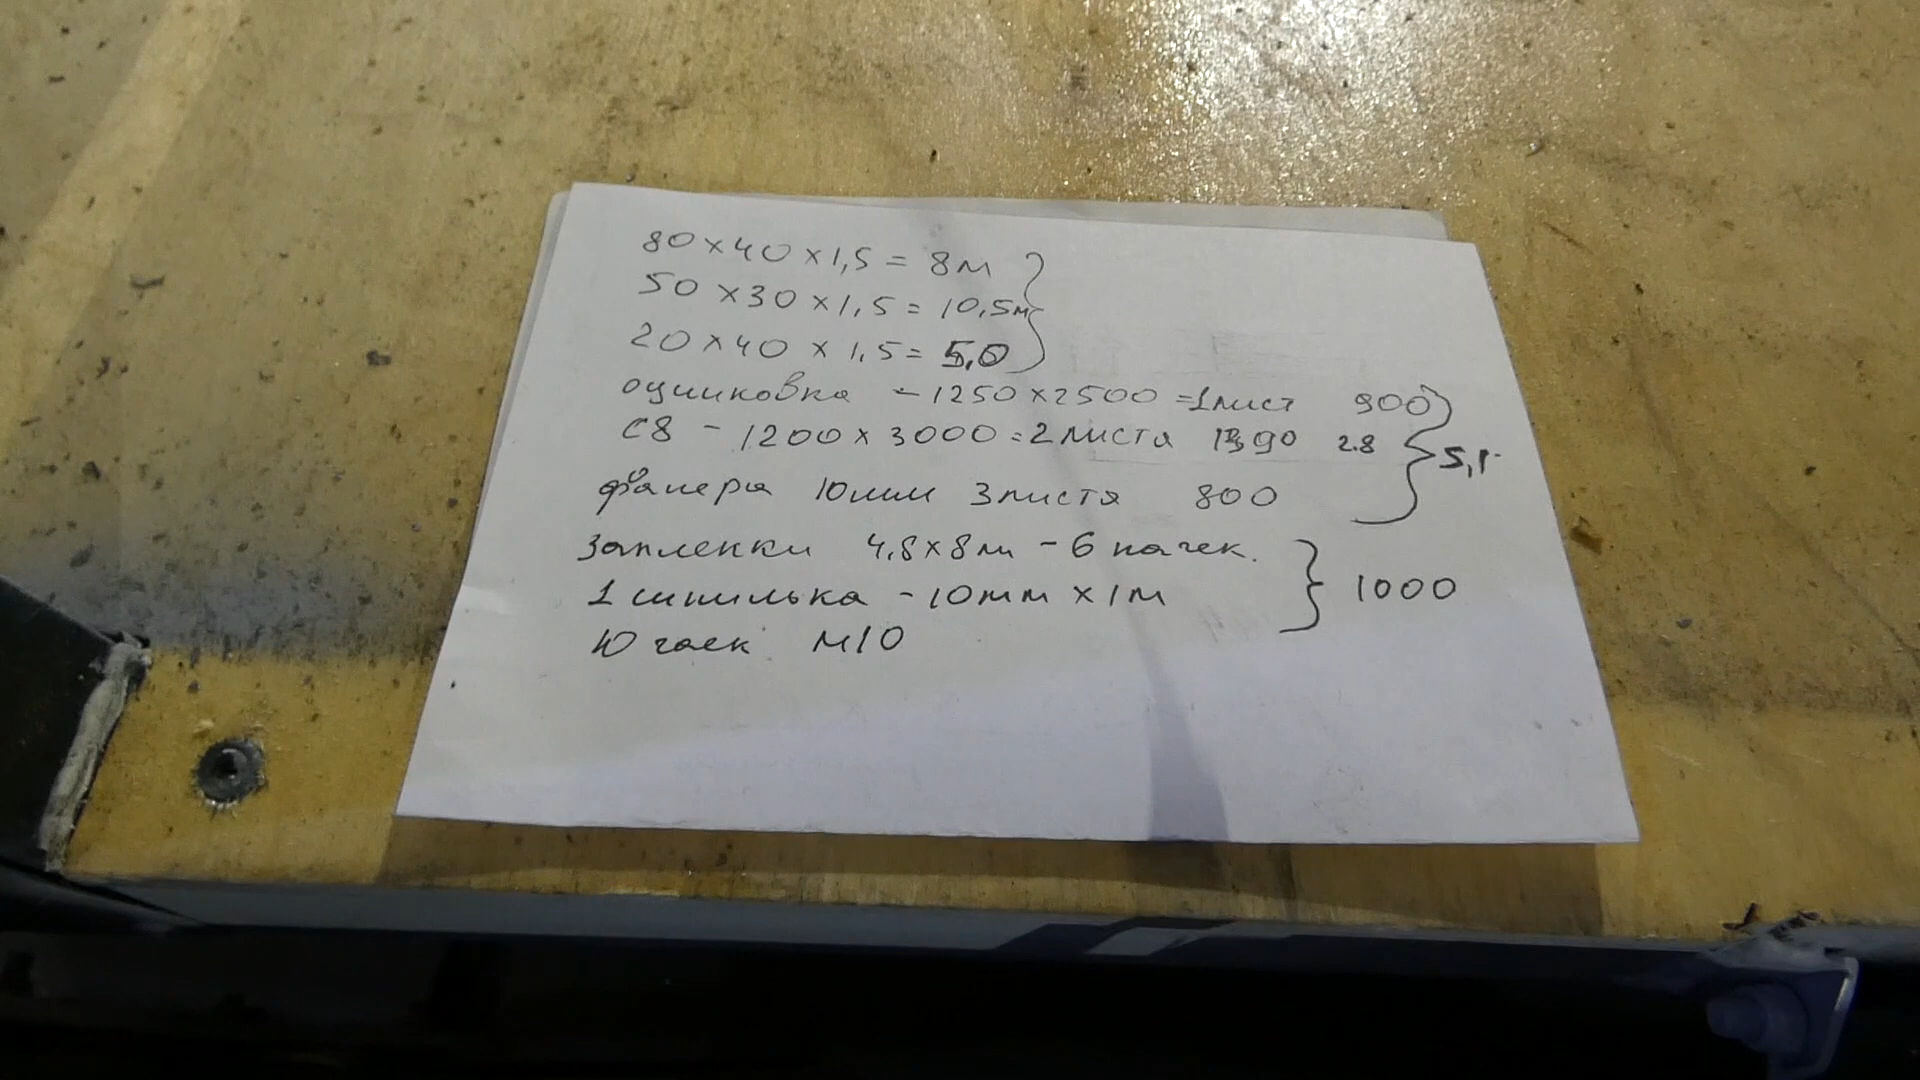 80×40×1,5 = 8м
50×30×1,5 = 10,5м
20×40×1,5 = 5,0
оцинковка - 1250×2500 = 1лист 900
С8 - 1200×3000 = 2листа 1390 2.8
5,1
фанера 10мм 3листа 800
Заклепки 4,8×8мм - 6 пачек.
1 шпилька - 10мм × 1м 1000
10 гаек М10